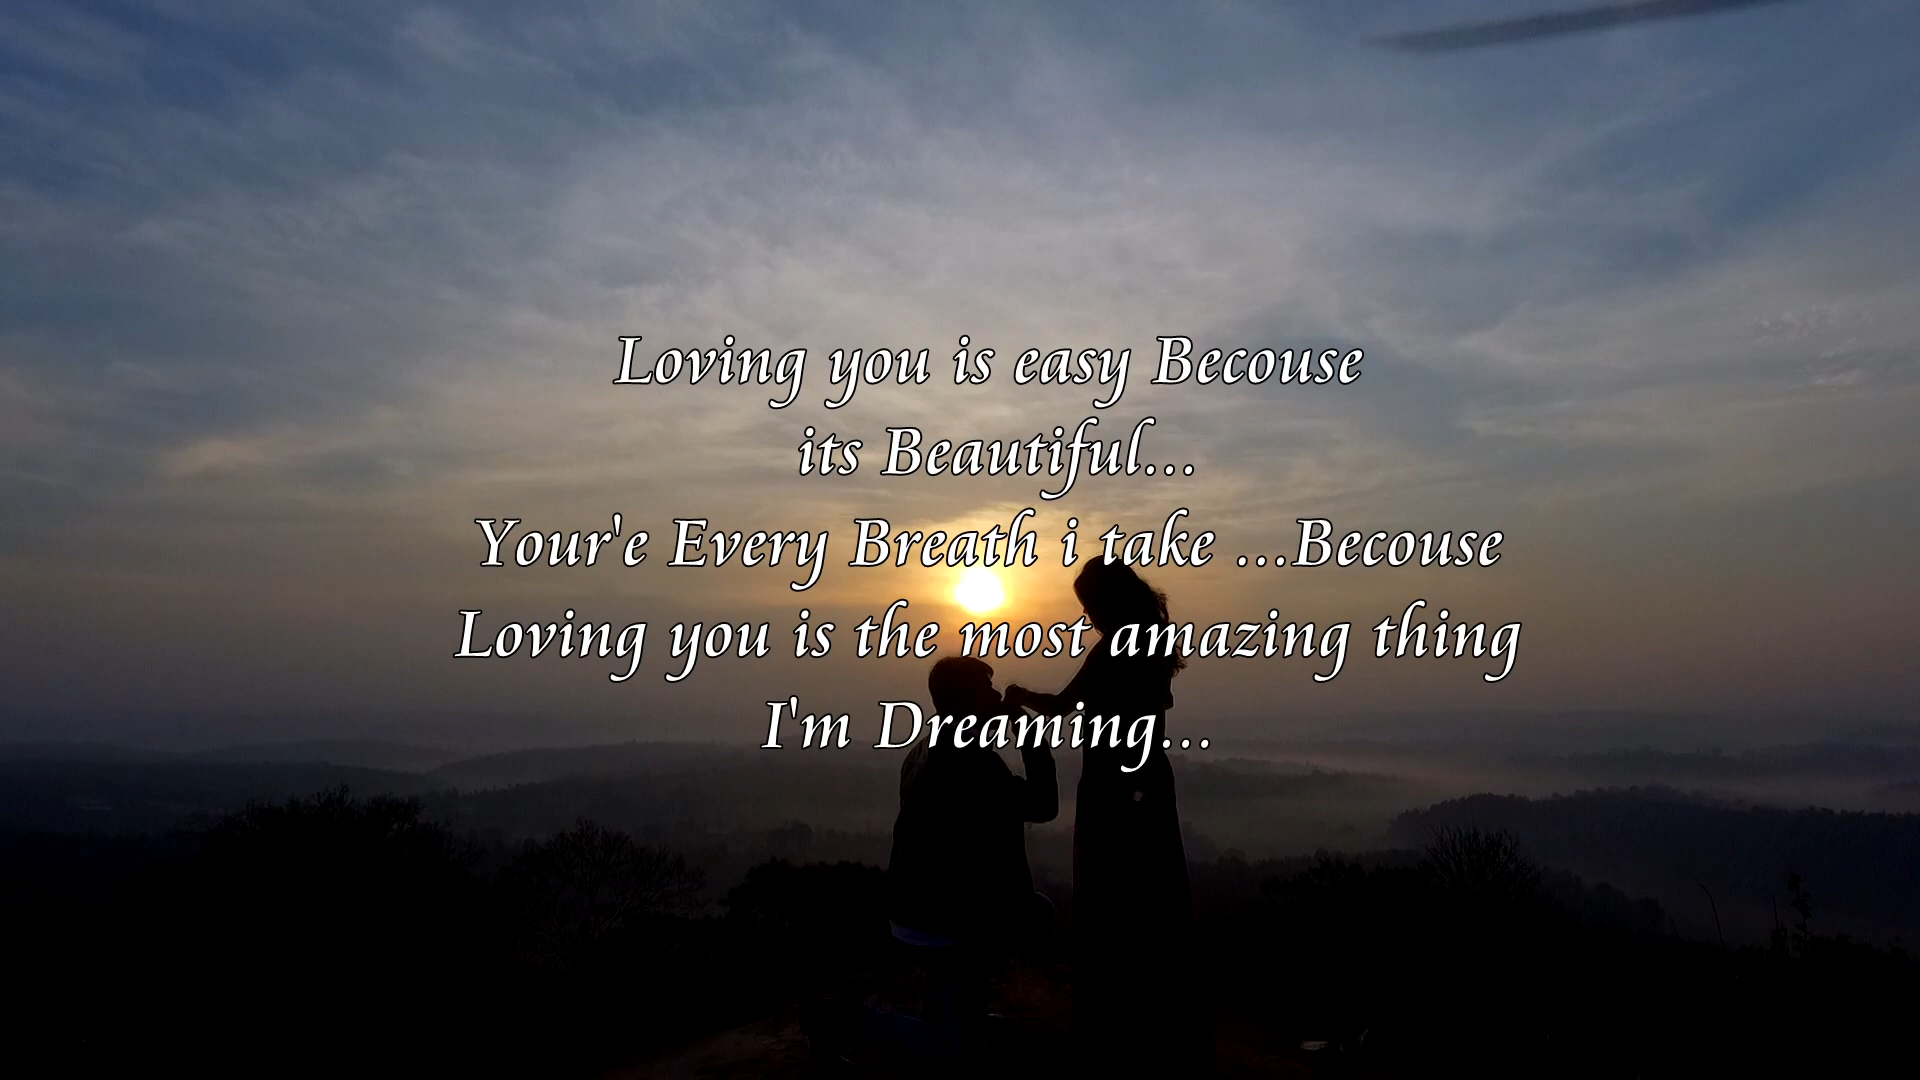 Loving you is easy Becouse
its Beautiful...
Your'e Every Breath i take ...Becouse
Loving you is the most amazing thing
I'm Dreaming...